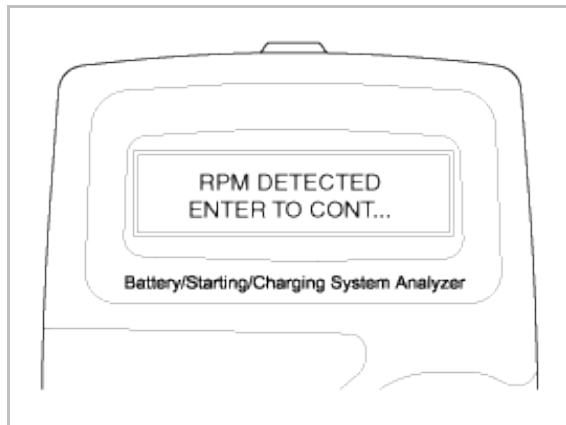 RPM DETECTED
ENTER TO CONT...
Battery/Starting/Charging System Analyzer